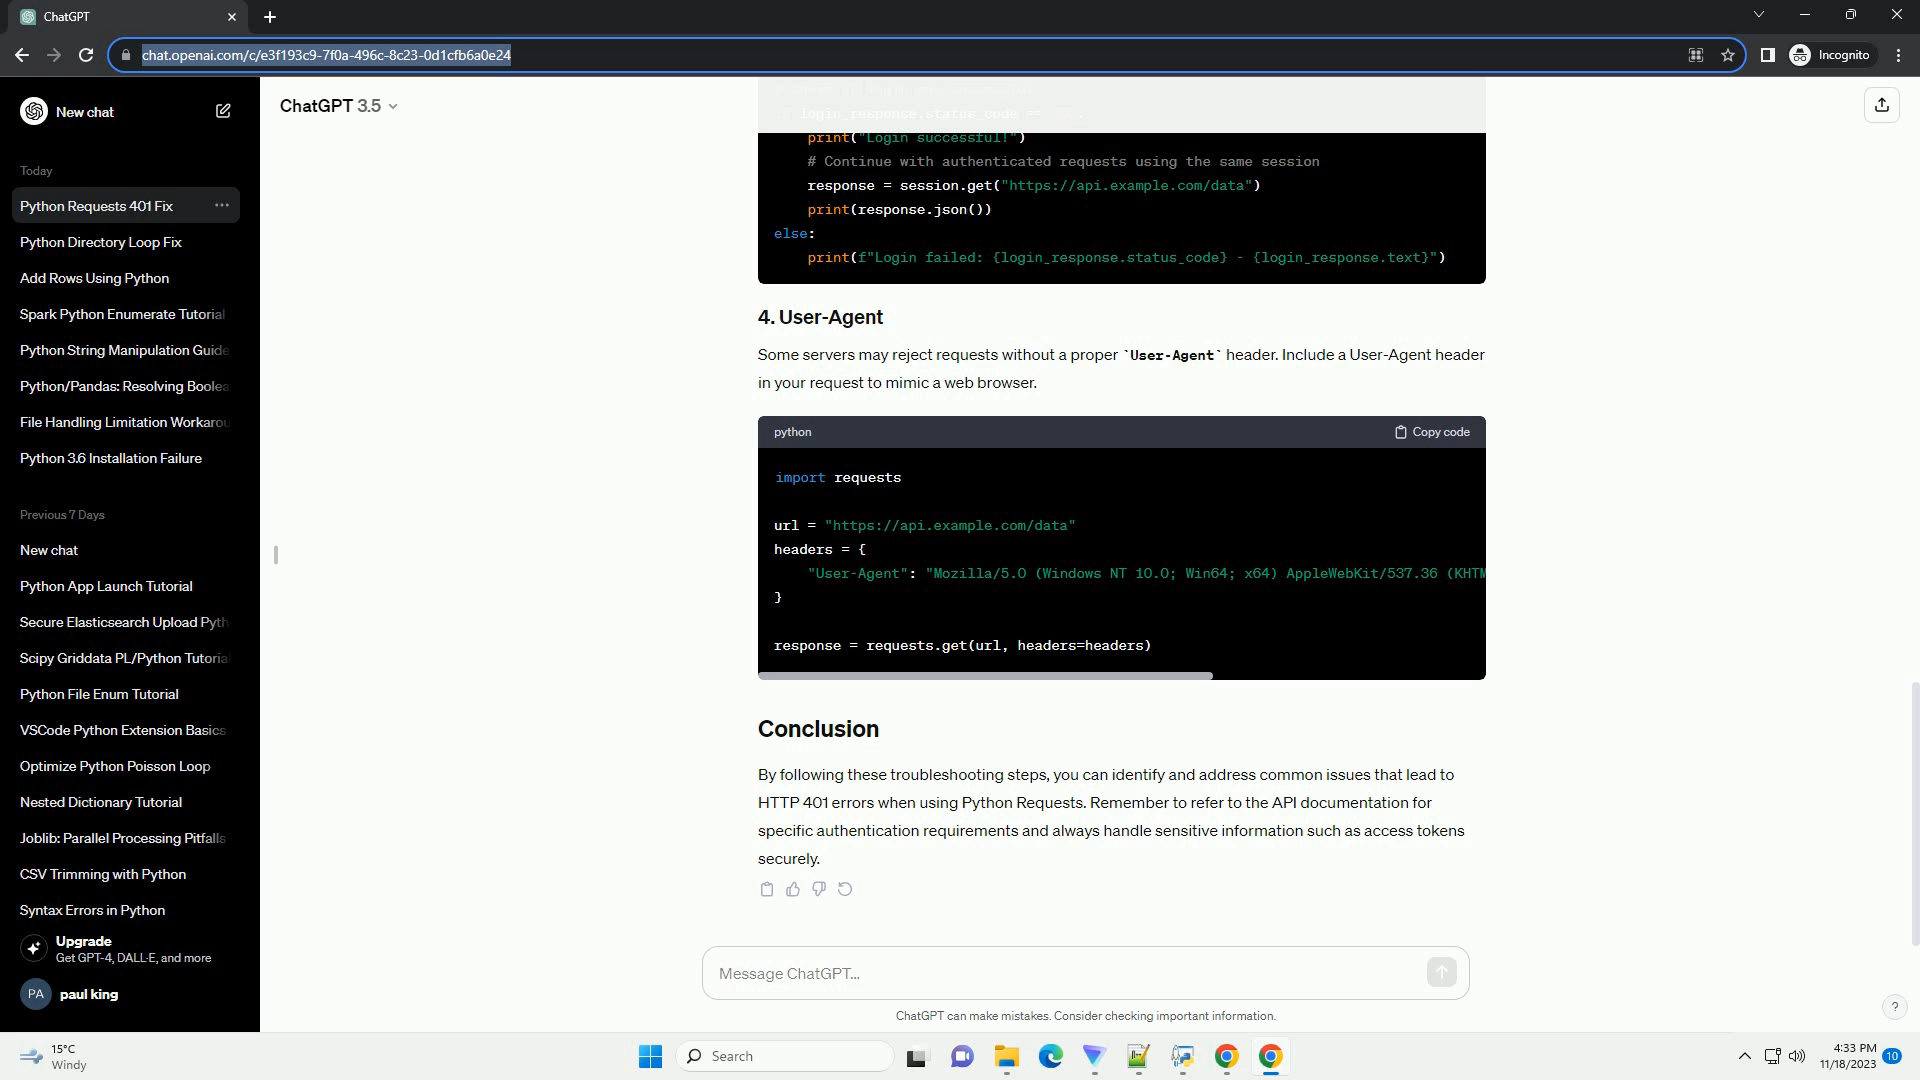 ChatGPT
chat.openai.com/c/e3f193c9-7f0a-496c-8c23-0d1cfb6a0e24
Incognito
New chat
Today
Python Requests 401 Fix
Python Directory Loop Fix
Add Rows Using Python
Spark Python Enumerate Tutorial
Python String Manipulation Guide
Python/Pandas: Resolving Boolea
File Handling Limitation Workarou
Python 3.6 Installation Failure
Previous 7 Days
New chat
Python App Launch Tutorial
Secure Elasticsearch Upload Pyth
Scipy Griddata PL/Python Tutorial
Python File Enum Tutorial
VSCode Python Extension Basics
Optimize Python Poisson Loop
Nested Dictionary Tutorial
Joblib: Parallel Processing Pitfalls
CSV Trimming with Python
Syntax Errors in Python
Upgrade
Get GPT-4, DALL·E, and more
PA
paul king
ChatGPT 3.5
login_response.status_code ==
print("Login successful!")
# Continue with authenticated requests using the same session
response = session.get("https://api.example.com/data")
print(response.json())
else:
print(f"Login failed: {login_response.status_code} - {login_response.text}")
4. User-Agent
Some servers may reject requests without a proper `User-Agent` header. Include a User-Agent header
in your request to mimic a web browser.
python
Copy code
import requests
url = "https://api.example.com/data"
headers = {
"User-Agent": "Mozilla/5.0 (Windows NT 10.0; Win64; x64) AppleWebKit/537.36 (KHTM
}
response = requests.get(url, headers=headers)
Conclusion
By following these troubleshooting steps, you can identify and address common issues that lead to
HTTP 401 errors when using Python Requests. Remember to refer to the API documentation for
specific authentication requirements and always handle sensitive information such as access tokens
securely.
Message ChatGPT...
ChatGPT can make mistakes. Consider checking important information.
?
15°C
Windy
Search
4:33 PM
11/18/2023
10